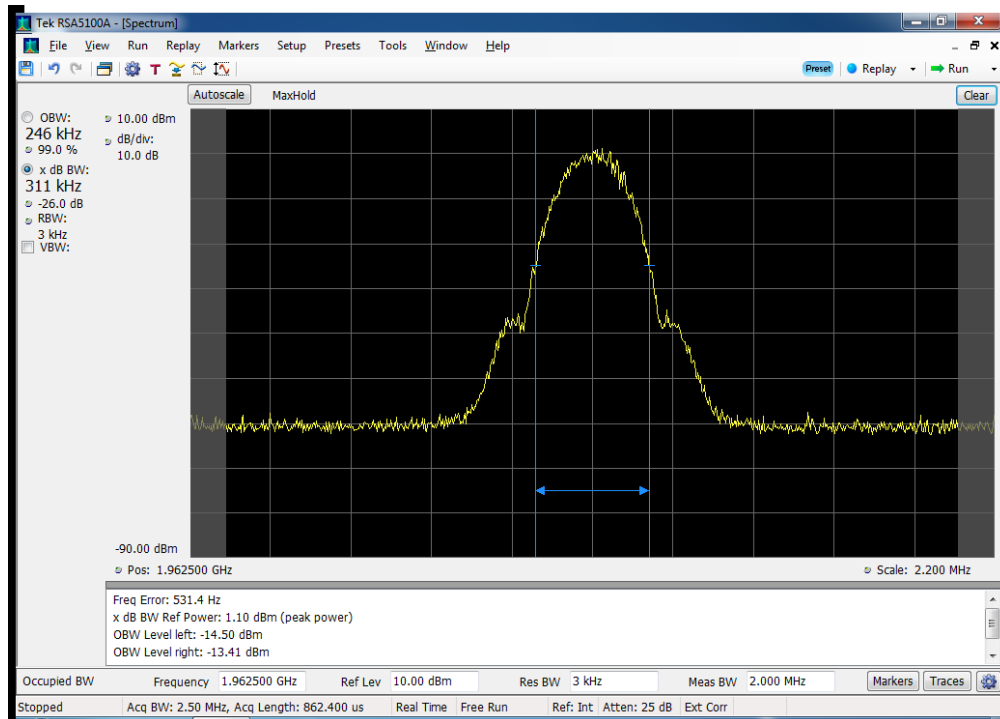 Tek RSA5100A - [Spectrum]
File View Run Replay Markers Setup Presets Tools Window Help
T Preset Replay Run
Autoscale MaxHold Clear
OBW:
246 kHz
99.0 %
x dB BW:
311 kHz
-26.0 dB
RBW:
3 kHz
VBW:
10.00 dBm
dB/div:
10.0 dB
-90.00 dBm
Pos: 1.962500 GHz Scale: 2.200 MHz
Freq Error: 531.4 Hz
x dB BW Ref Power: 1.10 dBm (peak power)
OBW Level left: -14.50 dBm
OBW Level right: -13.41 dBm
Occupied BW Frequency 1.962500 GHz Ref Lev 10.00 dBm Res BW 3 kHz Meas BW 2.000 MHz Markers Traces
Stopped Acq BW: 2.50 MHz, Acq Length: 862.400 us Real Time Free Run Ref: Int Atten: 25 dB Ext Corr